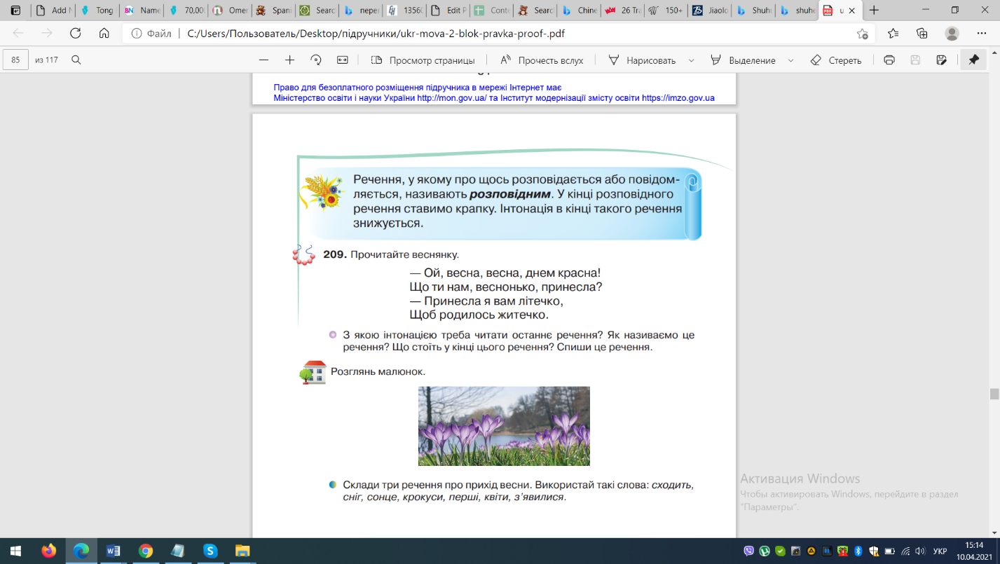 Add N
Tong
Name
70,00
Omer
Spani
Searc
перев
13560
Edit P
Conte
Searc
Chine
26 Tra
150+
Jiaolo
Shuh
shuhe
u
Файл | C:/Users/Пользователь/Desktop/підручники/ukr-mova-2-blok-pravka-proof-.pdf
85 из 117
Просмотр страницы
Прочесть вслух
Нарисовать
Выделение
Стереть
Право для безоплатного розміщення підручника в мережі Інтернет має
Міністерство освіти і науки України http://mon.gov.ua/ та Інститут модернізації змісту освіти https://imzo.gov.ua
Речення, у якому про щось розповідається або повідом-
ляється, називають розповідним. У кінці розповідного
речення ставимо крапку. Інтонація в кінці такого речення
знижується.
209. Прочитайте веснянку.
— Ой, весна, весна, днем красна!
Що ти нам, веснонько, принесла?
— Принесла я вам літечко,
Щоб родилось житечко.
З якою інтонацією треба читати останнє речення? Як називаємо це
речення? Що стоїть у кінці цього речення? Спиши це речення.
Розглянь малюнок.
Склади три речення про прихід весни. Використай такі слова: сходить,
сніг, сонце, крокуси, перші, квіти, з’явилися.
Активация Windows
Чтобы активировать Windows, перейдите в раздел
"Параметры".
УКР
15:14
10.04.2021